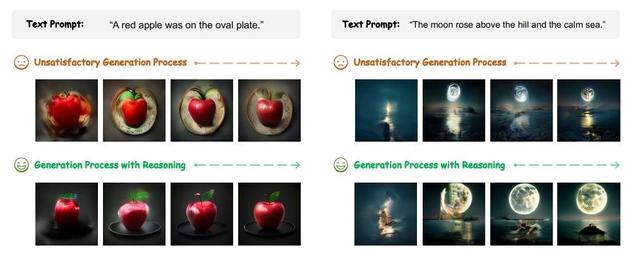 Text Prompt: “A red apple was on the oval plate.”
Unsatisfactory Generation Process
Generation Process with Reasoning
Text Prompt: “The moon rose above the hill and the calm sea.”
Unsatisfactory Generation Process
Generation Process with Reasoning